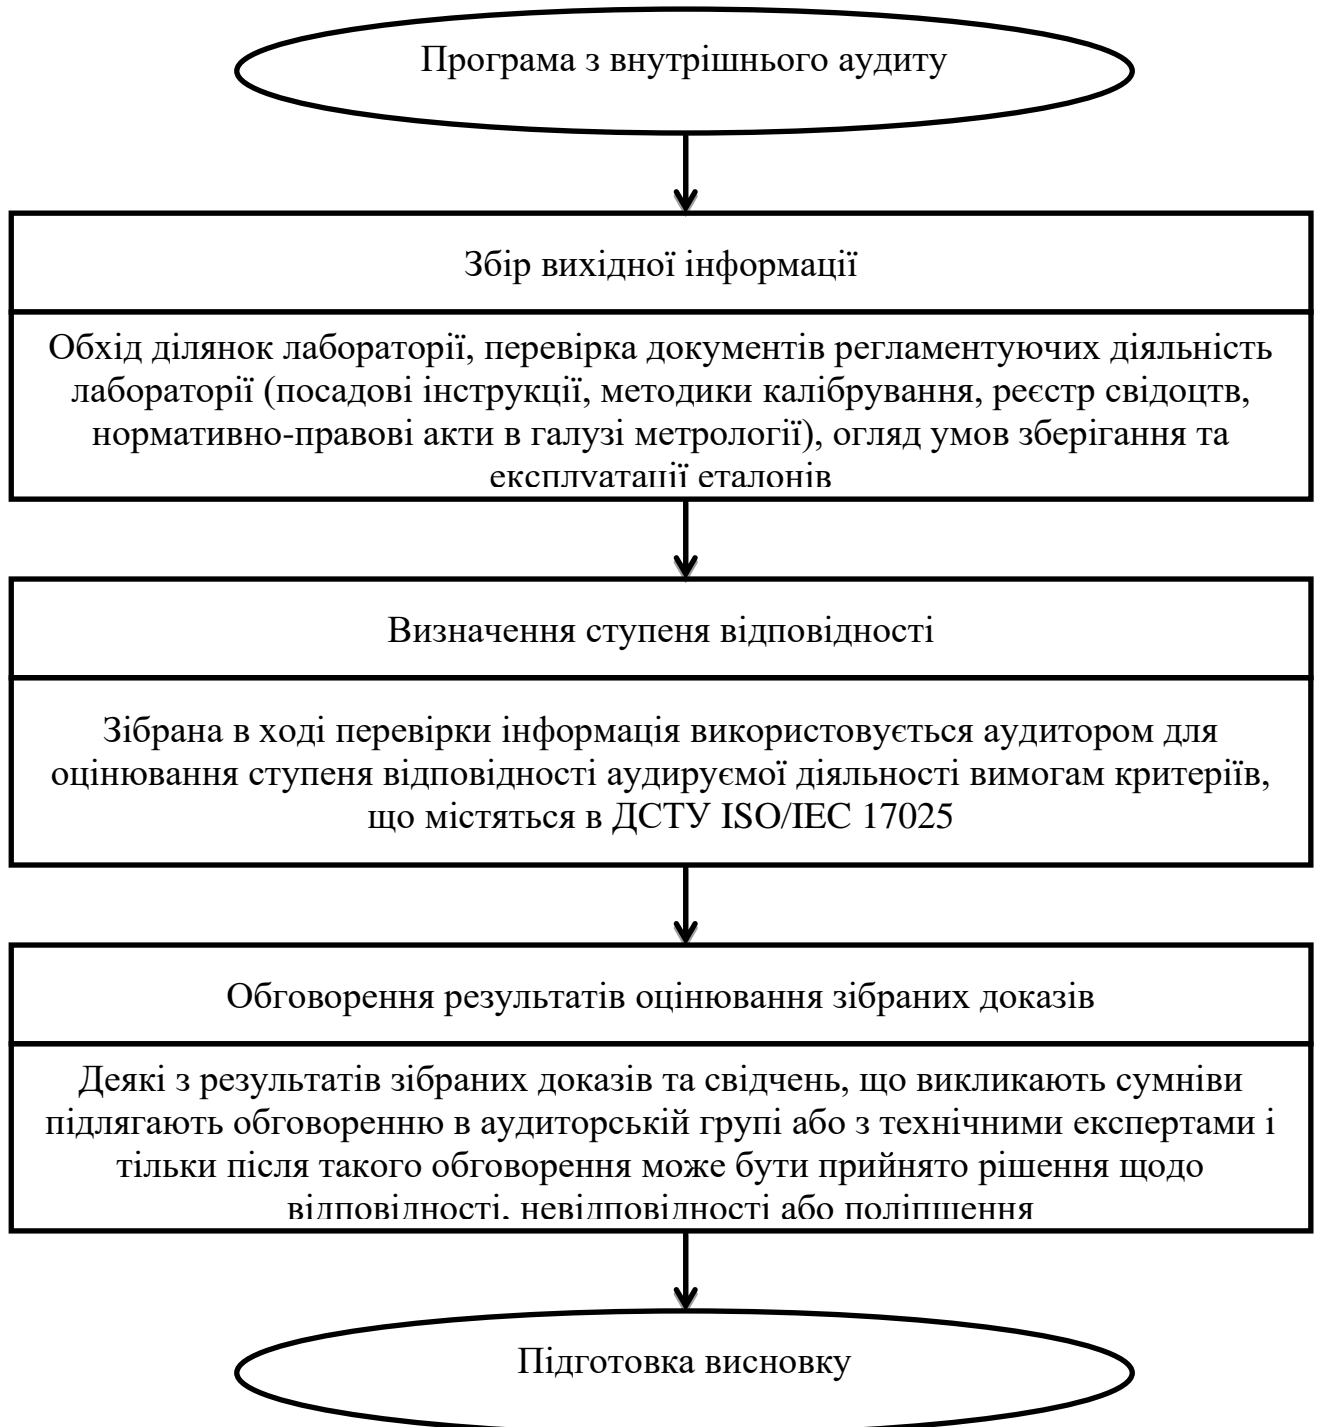 Програма з внутрішнього аудиту
Збір вихідної інформації
Обхід ділянок лабораторії, перевірка документів регламентуючих діяльність
лабораторії (посадові інструкції, методики калібрування, реєстр свідоцтв,
нормативно-правові акти в галузі метрології), огляд умов зберігання та
експлуатації еталонів
Визначення ступеня відповідності
Зібрана в ході перевірки інформація використовується аудитором для
оцінювання ступеня відповідності аудируємої діяльності вимогам критеріїв,
що містяться в ДСТУ ISO/IEC 17025
Обговорення результатів оцінювання зібраних доказів
Деякі з результатів зібраних доказів та свідчень, що викликають сумніви
підлягають обговоренню в аудиторській групі або з технічними експертами і
тільки після такого обговорення може бути прийнято рішення щодо
відповідності, невідповідності або поліпшення
Підготовка висновку